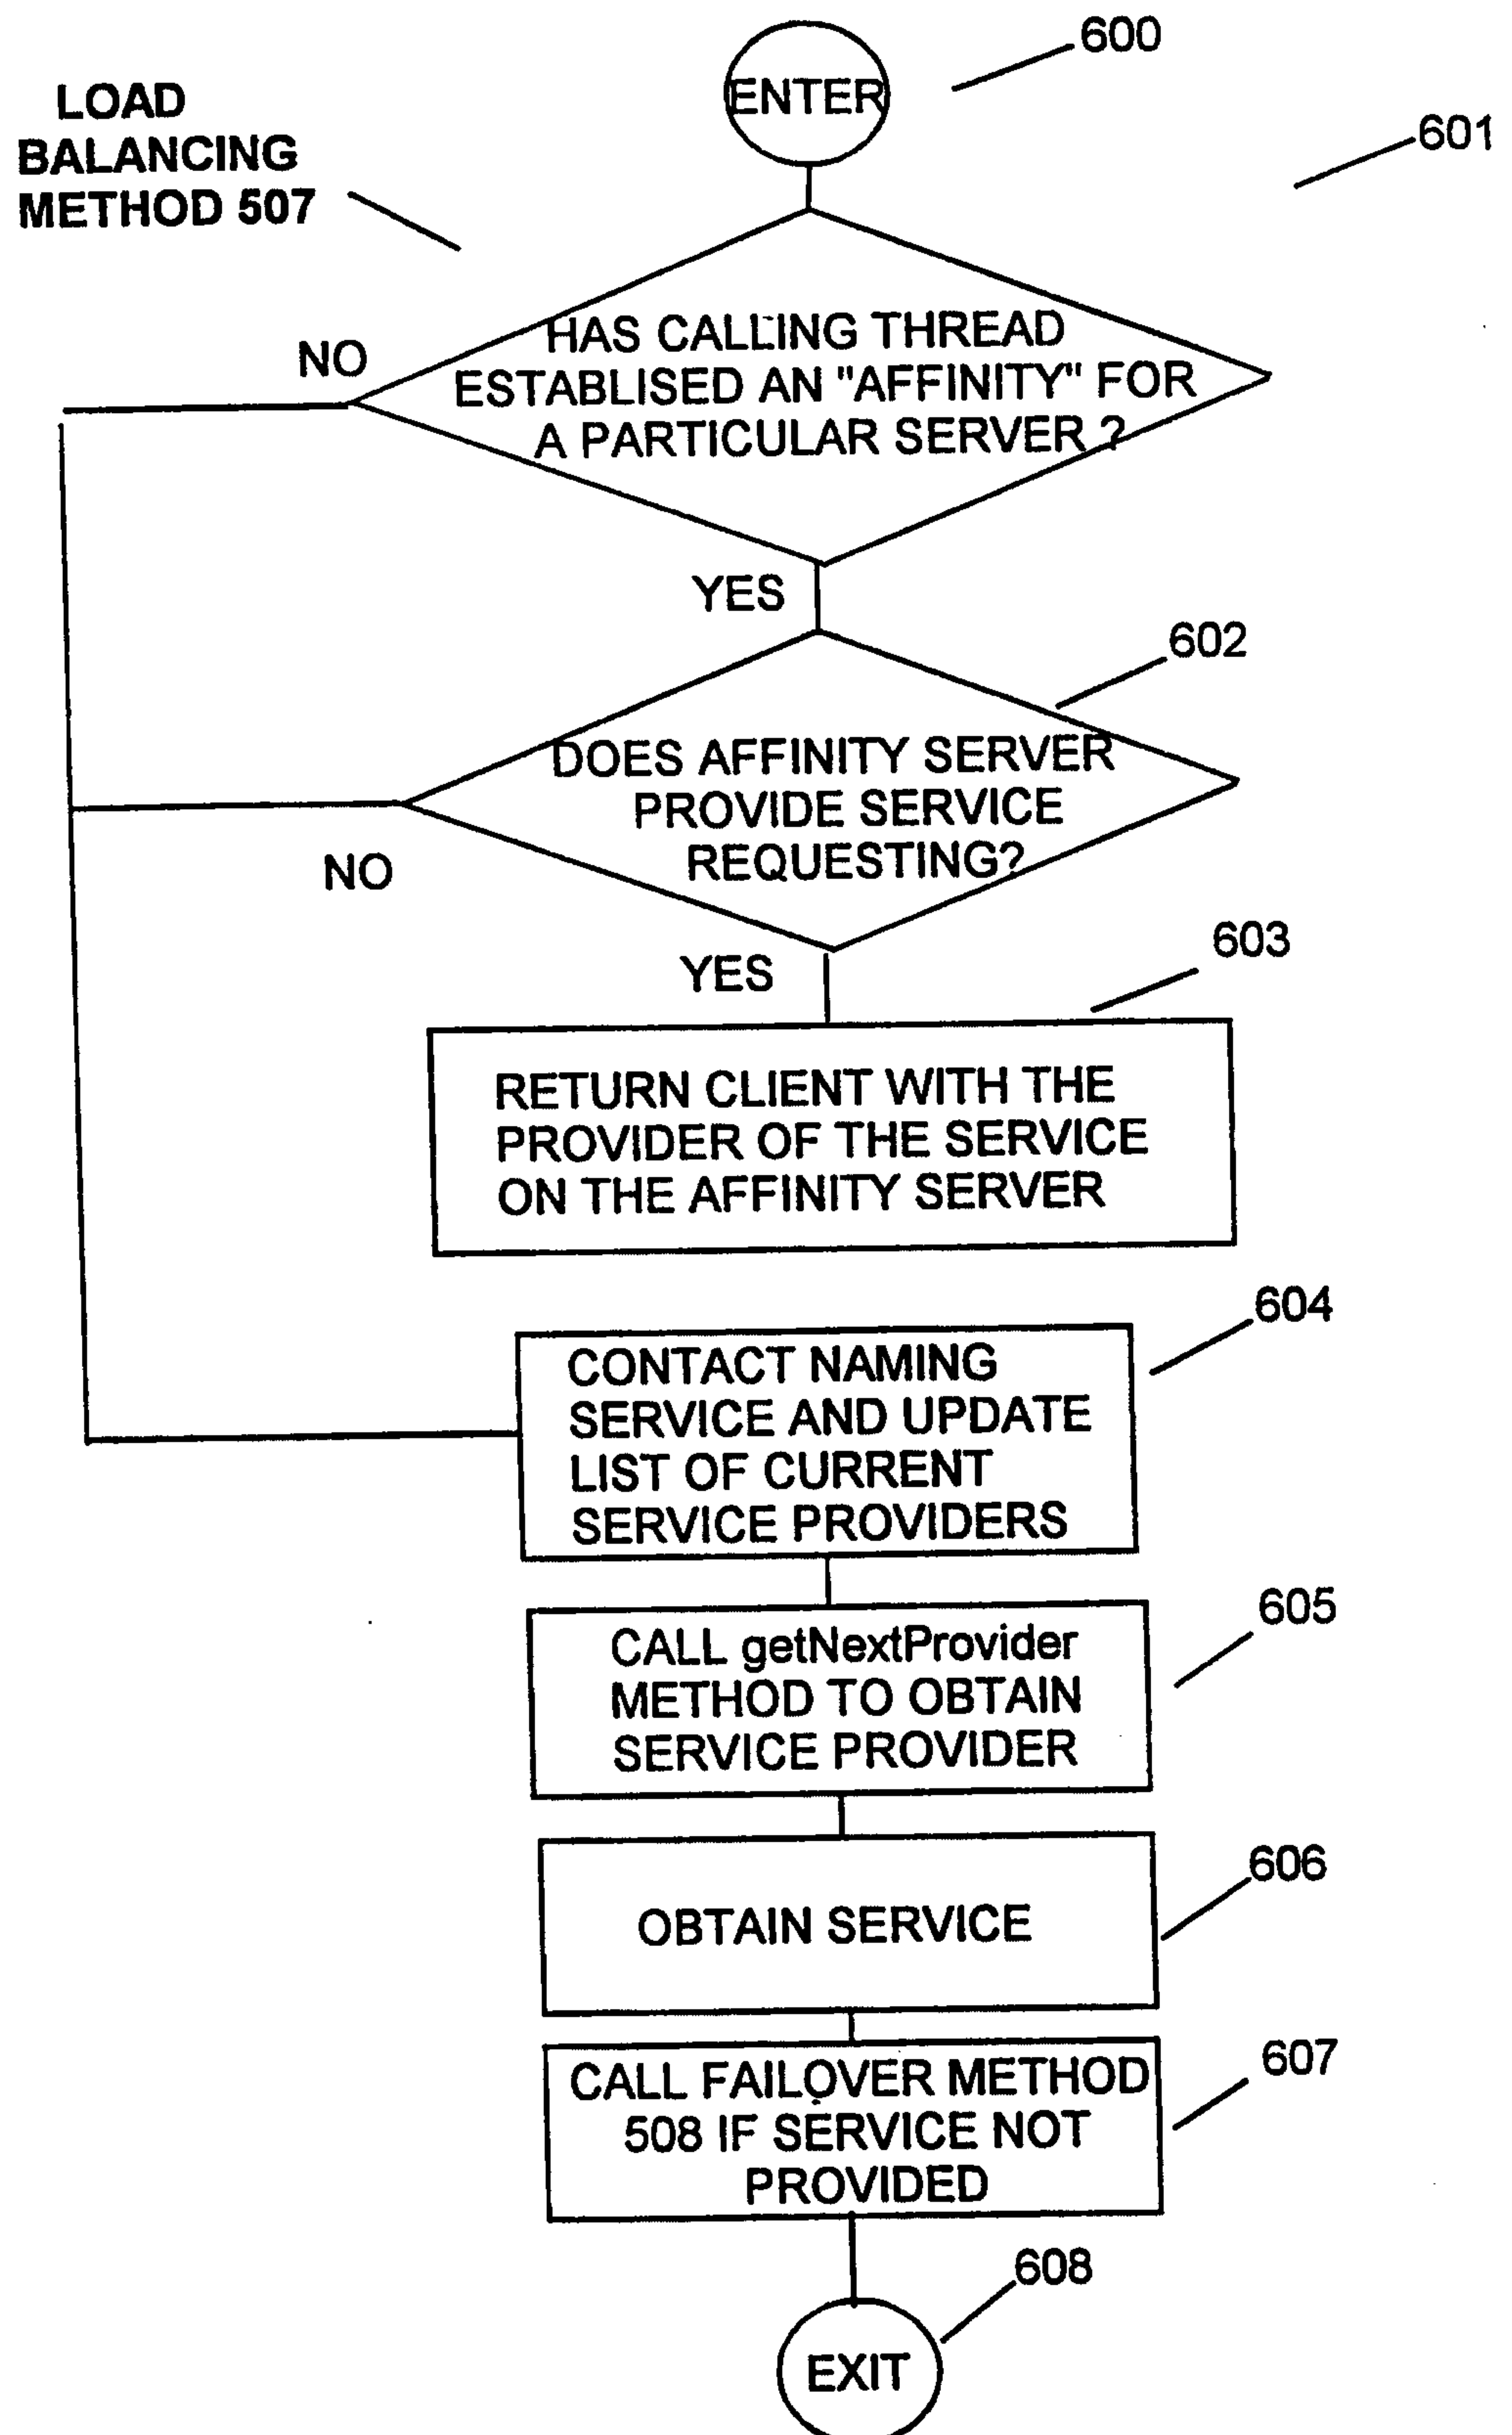 600
ENTER
LOAD
BALANCING
METHOD 507
601
HAS CALLING THREAD
ESTABLISED AN "AFFINITY" FOR
A PARTICULAR SERVER ?
NO
YES
602
DOES AFFINITY SERVER
PROVIDE SERVICE
REQUESTING?
NO
YES
603
RETURN CLIENT WITH THE
PROVIDER OF THE SERVICE
ON THE AFFINITY SERVER
604
CONTACT NAMING
SERVICE AND UPDATE
LIST OF CURRENT
SERVICE PROVIDERS
605
CALL getNextProvider
METHOD TO OBTAIN
SERVICE PROVIDER
606
OBTAIN SERVICE
607
CALL FAILOVER METHOD
508 IF SERVICE NOT
PROVIDED
608
EXIT